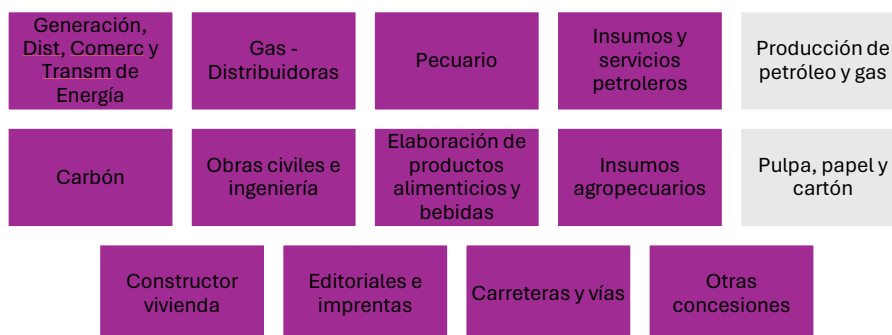 Generación,
Dist, Comerc y
Transm de
Energía
Gas -
Distribuidoras
Pecuario
Insumos y
servicios
petroleros
Producción de
petróleo y gas
Carbón
Obras civiles e
ingeniería
Elaboración de
productos
alimenticios y
bebidas
Insumos
agropecuarios
Pulpa, papel y
cartón
Constructor
vivienda
Editoriales e
imprentas
Carreteras y vías
Otras
concesiones